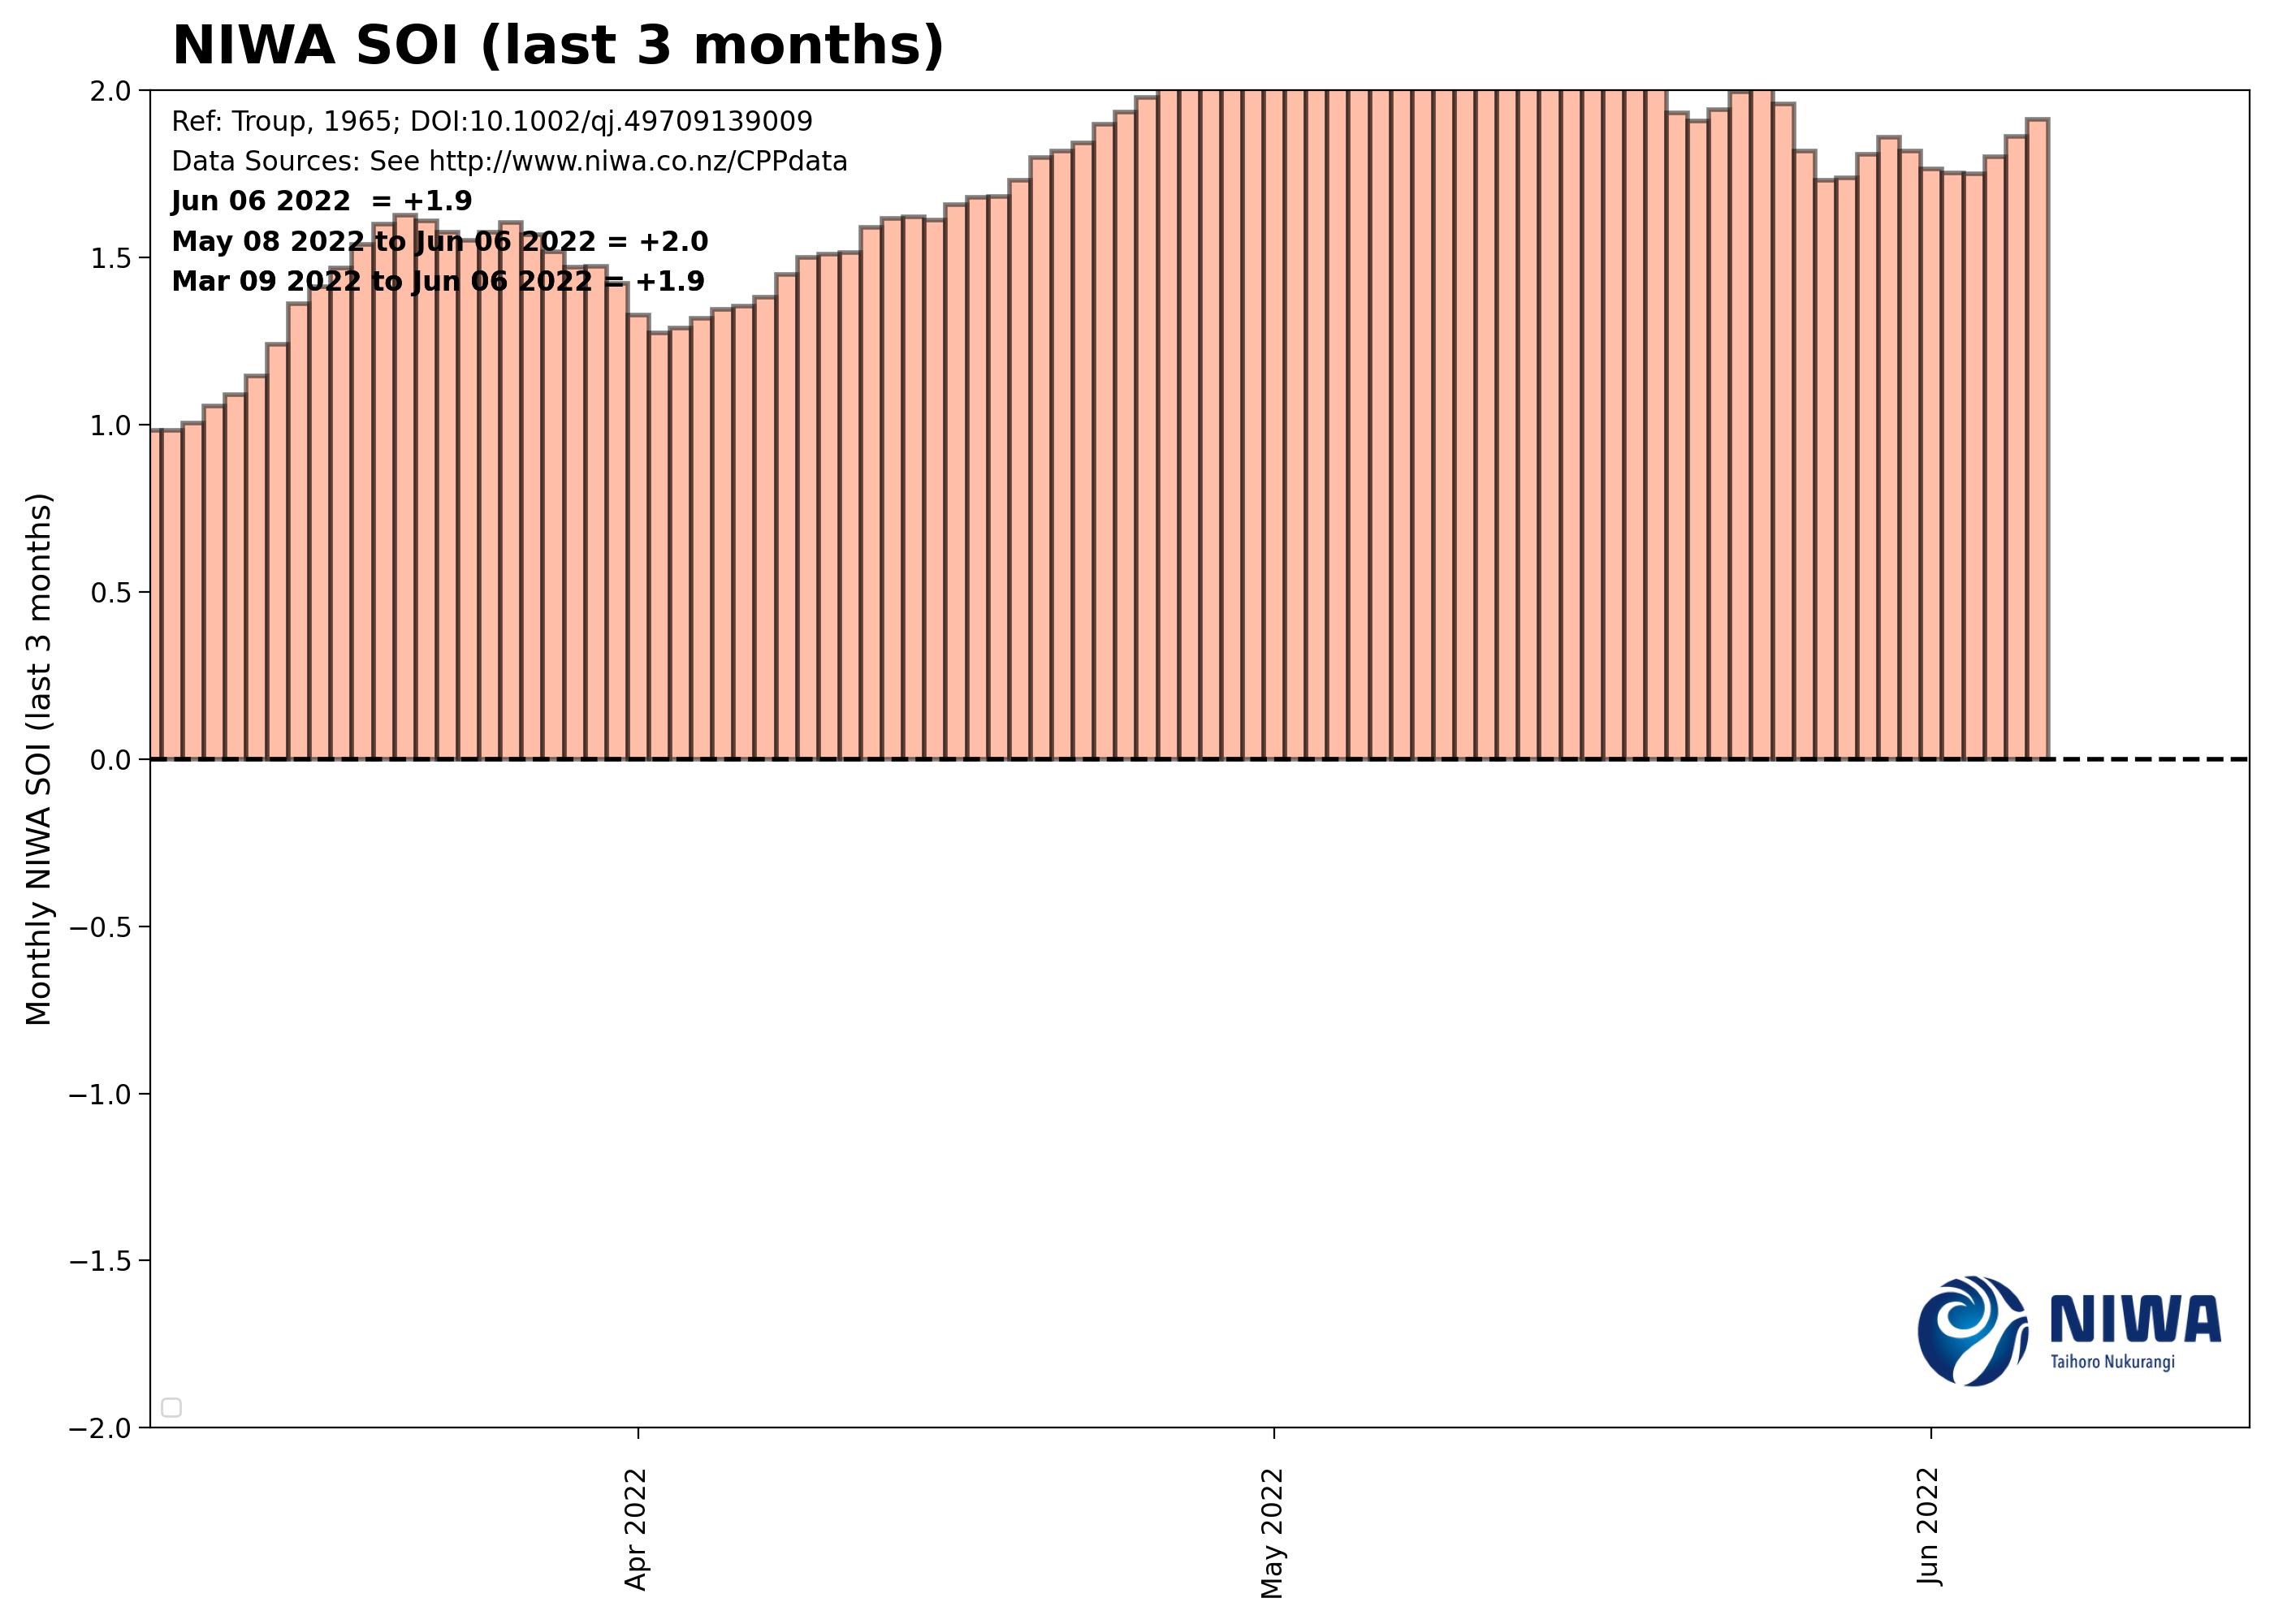 NIWA SOI (last 3 months)
Monthly NIWA SOI (last 3 months)
2.0
1.5
1.0
0.5
0.0
−0.5
−1.0
−1.5
−2.0
Ref: Troup, 1965; DOI:10.1002/qj.49709139009
Data Sources: See http://www.niwa.co.nz/CPPdata
Jun 06 2022  = +1.9
May 08 2022 to Jun 06 2022 = +2.0
Mar 09 2022 to Jun 06 2022 = +1.9
NIWA
Taihoro Nukurangi
Apr 2022
May 2022
Jun 2022